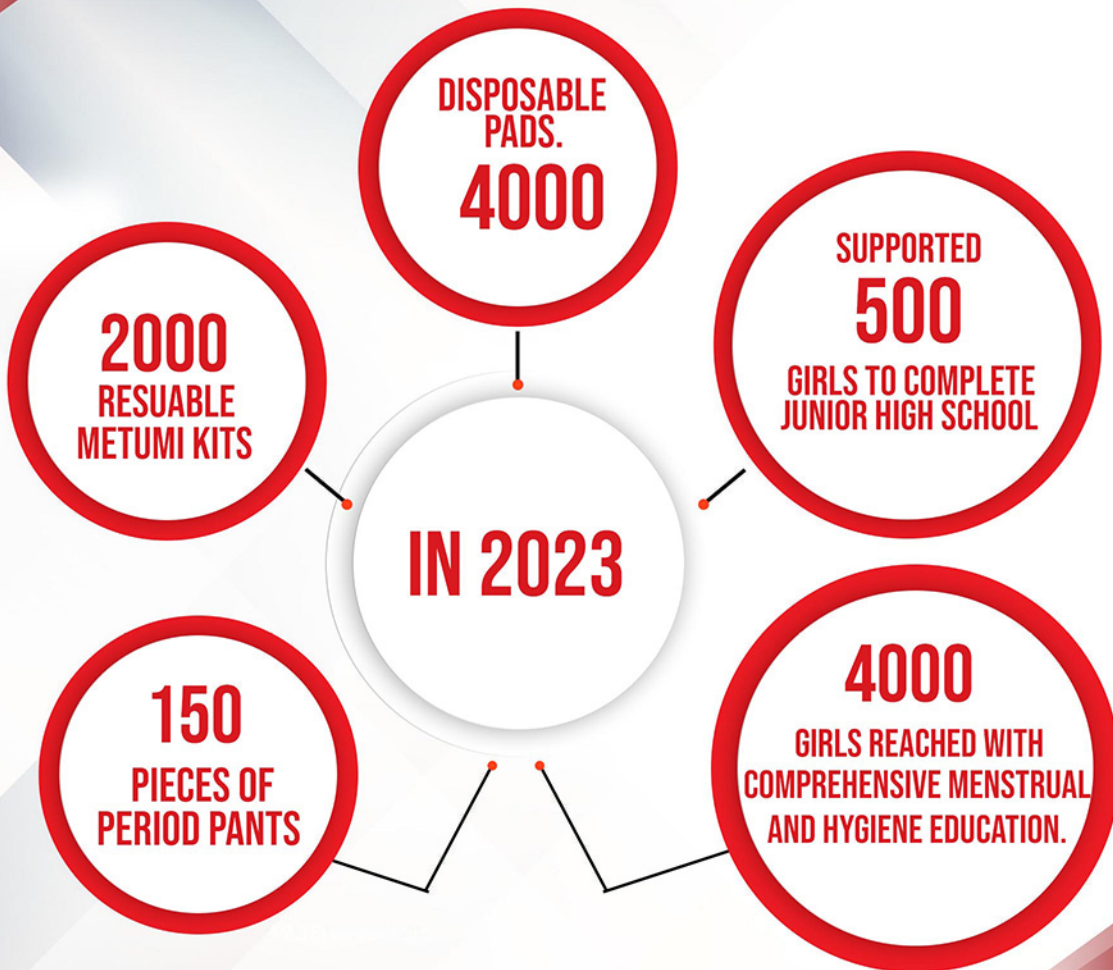 DISPOSABLE
PADS.
4000
SUPPORTED
500
GIRLS TO COMPLETE
JUNIOR HIGH SCHOOL
2000
RESUABLE
METUMI KITS
IN 2023
150
PIECES OF
PERIOD PANTS
4000
GIRLS REACHED WITH
COMPREHENSIVE MENSTRUAL
AND HYGIENE EDUCATION.